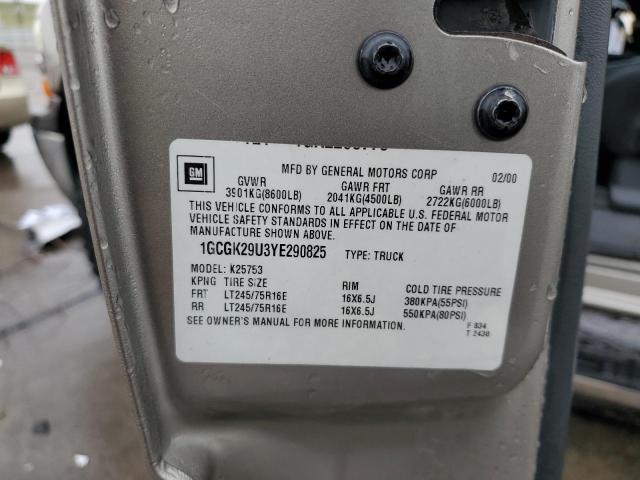 GM
MFD BY GENERAL MOTORS CORP 02/00
GVWR GAWR FRT GAWR RR
3901KG(8600LB) 2041KG(4500LB) 2722KG(6000LB)
THIS VEHICLE CONFORMS TO ALL APPLICABLE U.S. FEDERAL MOTOR
VEHICLE SAFETY STANDARDS IN EFFECT ON THE DATE OF
MANUFACTURE SHOWN ABOVE.
1GCGK29U3YE290825 TYPE: TRUCK
MODEL: K25753
KPNG TIRE SIZE RIM COLD TIRE PRESSURE
FRT LT245/75R16E 16X6.5J 380KPA(55PSI)
RR LT245/75R16E 16X6.5J 550KPA(80PSI)
SEE OWNER'S MANUAL FOR MORE INFORMATION.
F 834
T 2430